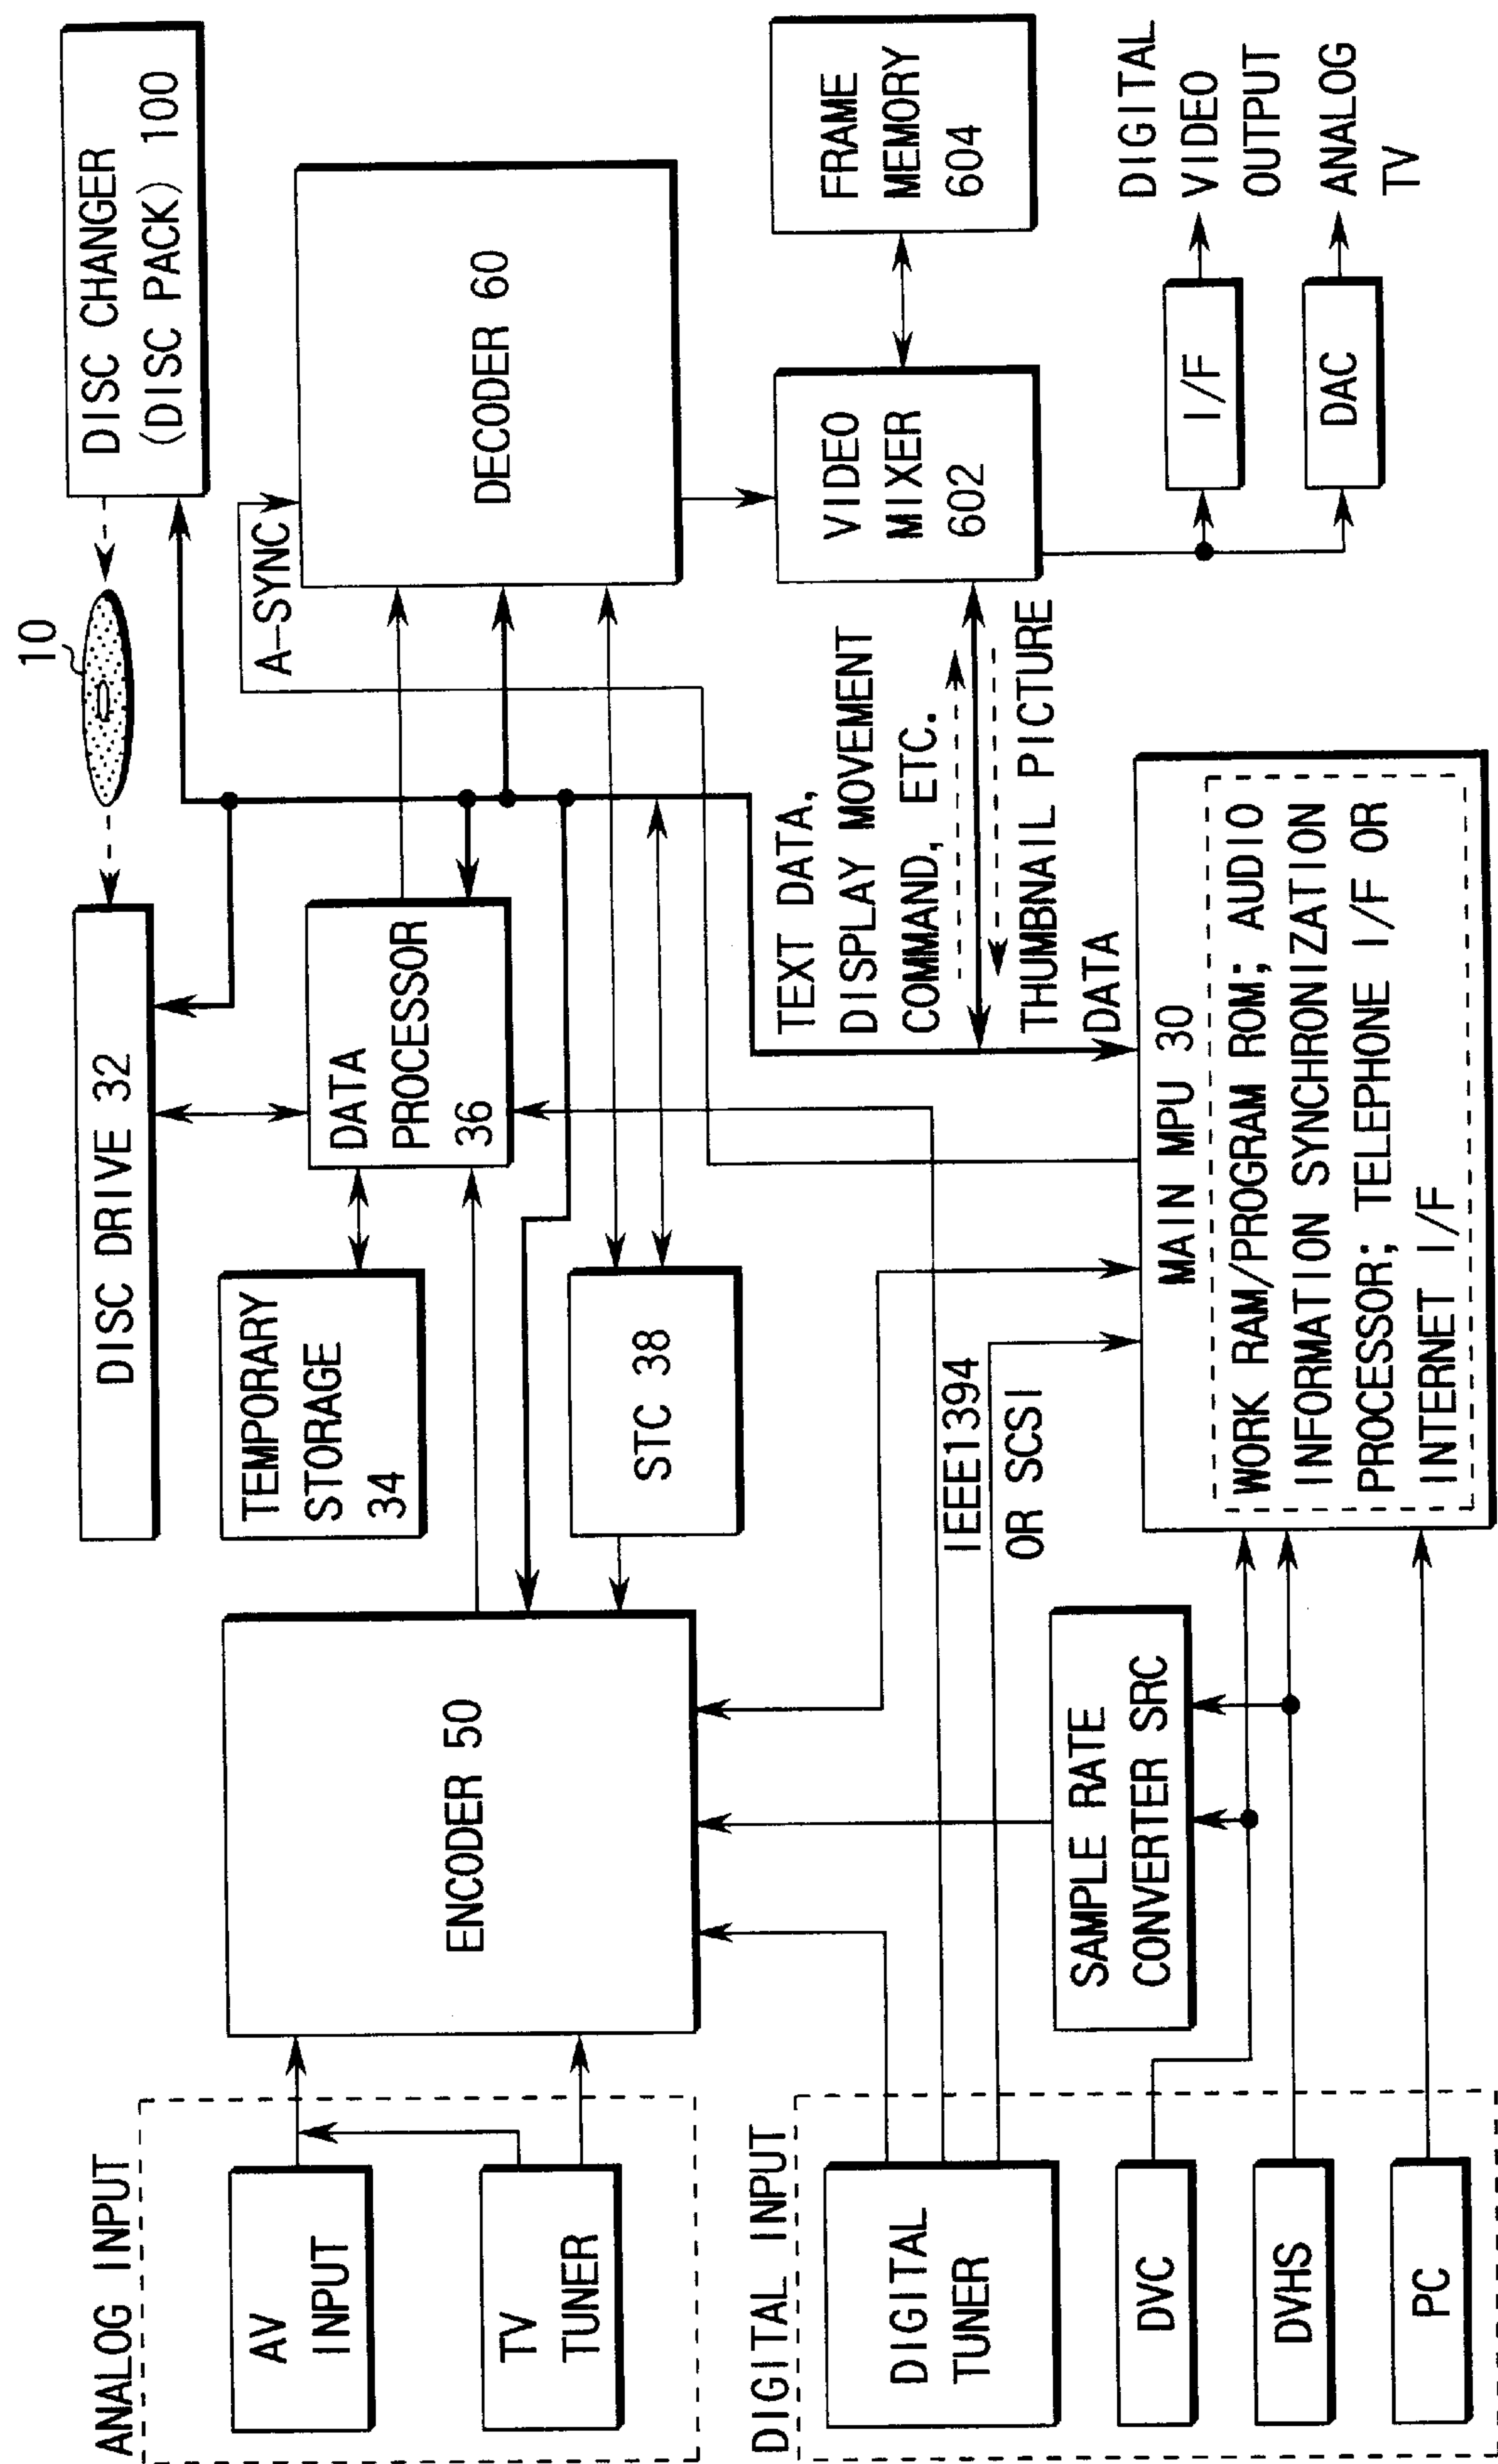 ANALOG INPUT
AV
INPUT
TV
TUNER
DIGITAL INPUT
DIGITAL
TUNER
DVC
DVHS
PC
ENCODER 50
SAMPLE RATE
CONVERTER SRC
DISC DRIVE 32
TEMPORARY
STORAGE
34
DATA
PROCESSOR
36
STC 38
IEEE1394
OR SCSI
MAIN MPU 30
WORK RAM/PROGRAM ROM; AUDIO
INFORMATION SYNCHRONIZATION
PROCESSOR; TELEPHONE I/F OR
INTERNET I/F
10
DISC CHANGER
(DISC PACK) 100
A-SYNC
DECODER 60
TEXT DATA,
DISPLAY MOVEMENT
COMMAND, ETC.
THUMBNAIL PICTURE
DATA
VIDEO
MIXER
602
FRAME
MEMORY
604
I/F
DAC
DIGITAL
VIDEO
OUTPUT
ANALOG
TV